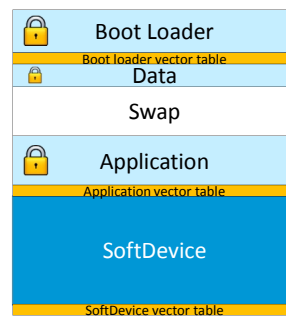 Boot Loader
Boot loader vector table
Data
Swap
Application
Application vector table
SoftDevice
SoftDevice vector table